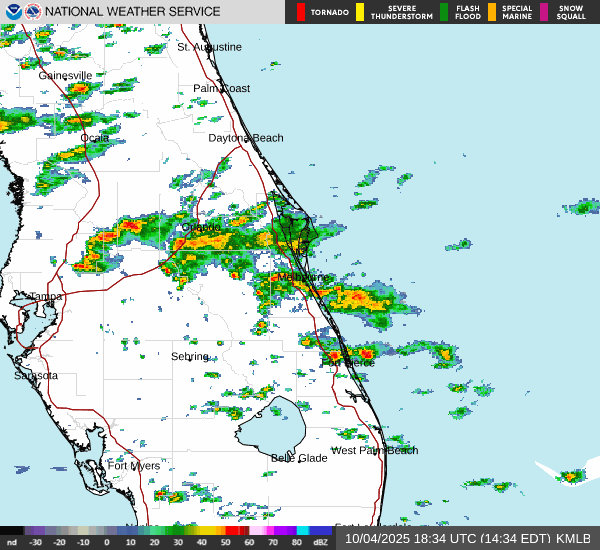 NATIONAL WEATHER SERVICE
TORNADO
SEVERE THUNDERSTORM
FLASH FLOOD
SPECIAL MARINE
SNOW SQUALL
St. Augustine
Gainesville
Palm Coast
Ocala
Daytona Beach
Orlando
Melbourne
Tampa
Sebring
Fort Pierce
Sarasota
West Palm Beach
Belle Glade
Fort Myers
nd -30 -20 -10 0 10 20 30 40 50 60 70 80 dBZ
10/04/2025 18:34 UTC (14:34 EDT) KMLB